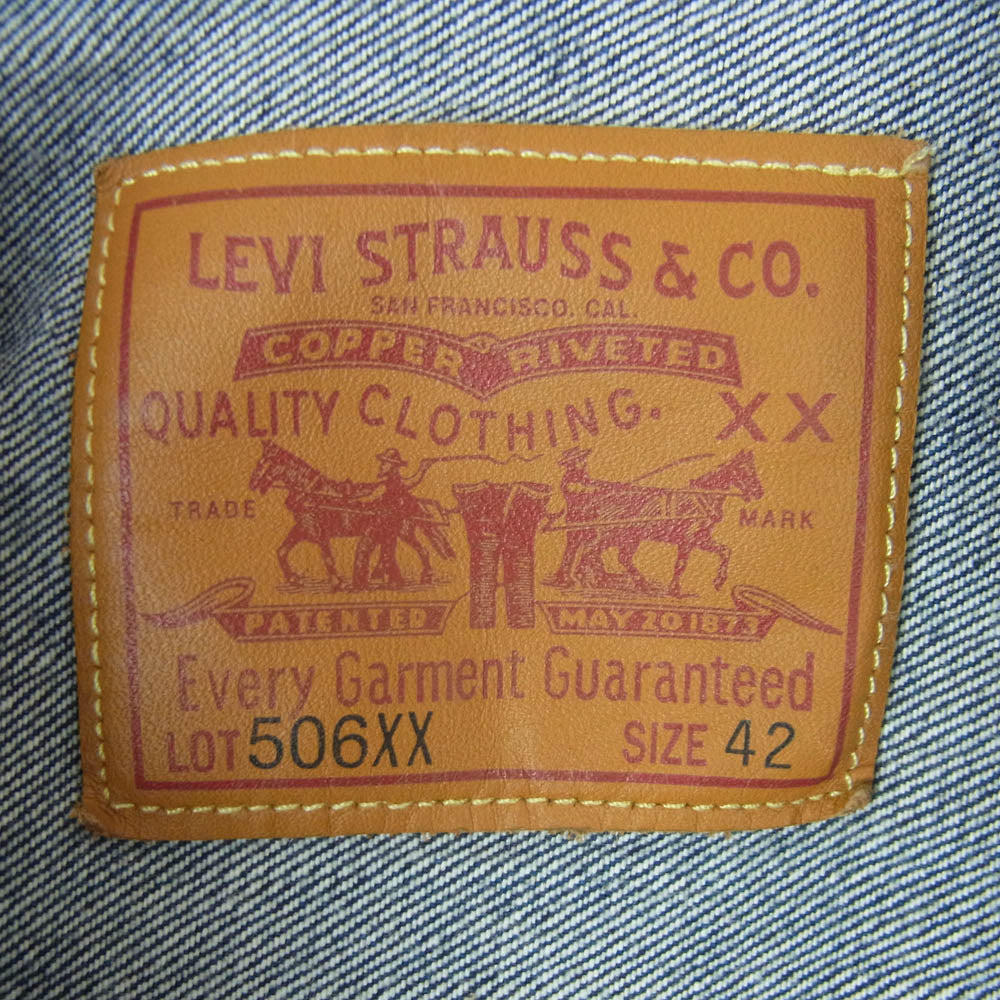 LEVI STRAUSS & CO.
SAN FRANCISCO, CAL.
COPPER RIVETED
QUALITY CLOTHING. XX
TRADE MARK
PATENTED MAY 20 1873
Every Garment Guaranteed
LOT 506XX SIZE 42